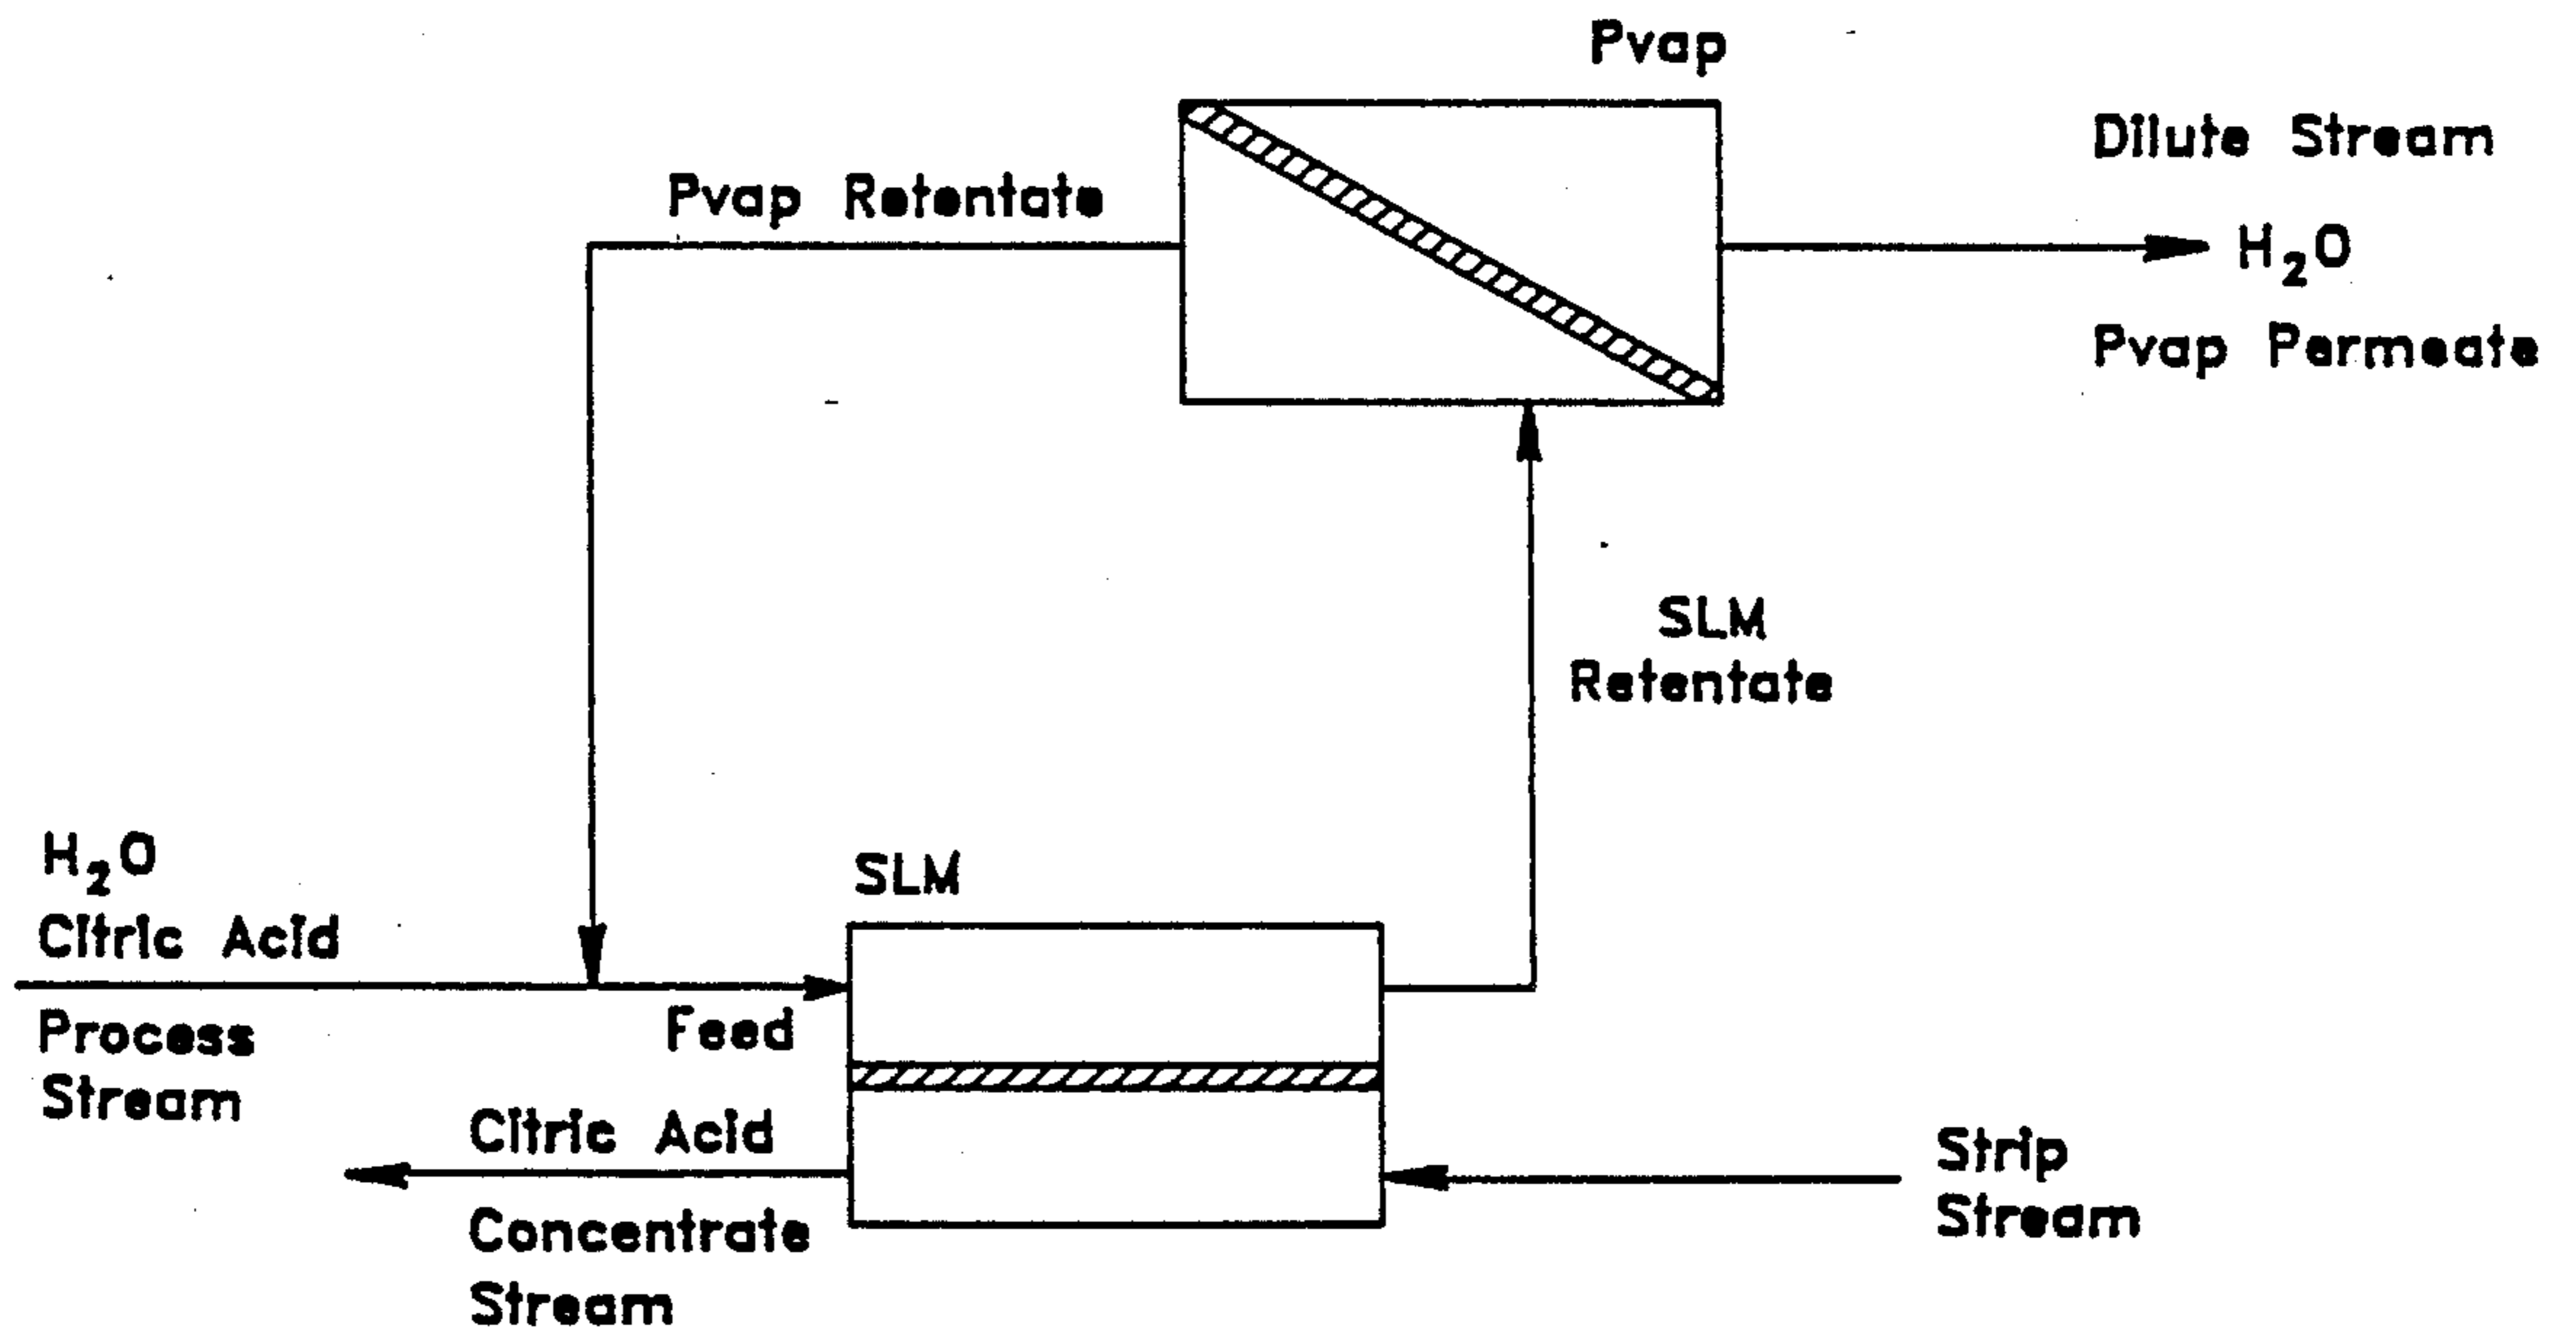 Pvap
Dilute Stream
Pvap Retentate
H₂O
Pvap Permeate
SLM
Retentate
H₂O
SLM
Citric Acid
Feed
Process
Stream
Citric Acid
Strip
Stream
Concentrate
Stream